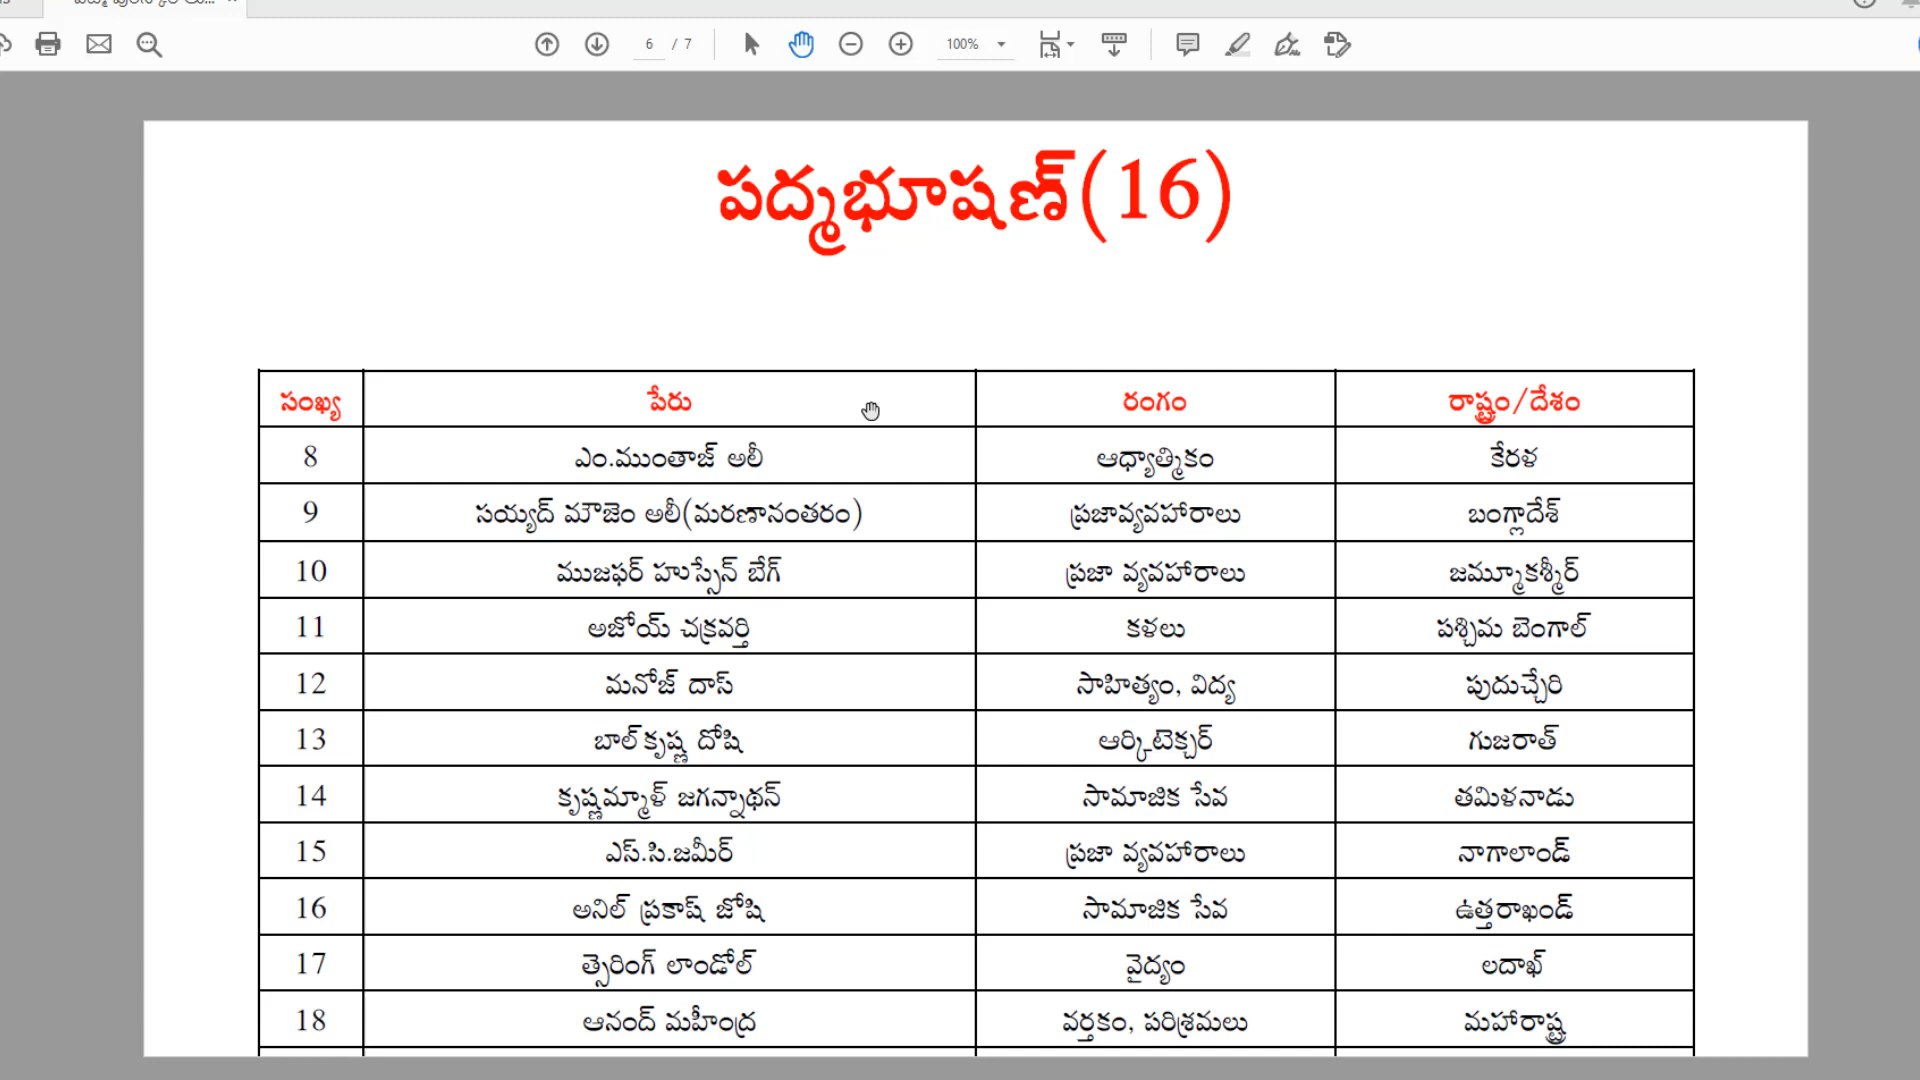 6 / 7
100%
పద్మభూషణ్(16)
సంఖ్య పేరు రంగం రాష్ట్రం/దేశం
8 ఎం.ముంతాజ్ అలీ ఆధ్యాత్మికం కేరళ
9 సయ్యద్ మౌజెం అలీ(మరణానంతరం) ప్రజావ్యవహారాలు బంగ్లాదేశ్
10 ముజఫర్ హుస్సేన్ బేగ్ ప్రజా వ్యవహారాలు జమ్మూకశ్మీర్
11 అజోయ్ చక్రవర్తి కళలు పశ్చిమ బెంగాల్
12 మనోజ్ దాస్ సాహిత్యం, విద్య పుదుచ్చేరి
13 బాల్‌కృష్ణ దోషి ఆర్కిటెక్చర్ గుజరాత్
14 కృష్ణమ్మాళ్ జగన్నాథన్ సామాజిక సేవ తమిళనాడు
15 ఎస్.సి.జమీర్ ప్రజా వ్యవహారాలు నాగాలాండ్
16 అనిల్ ప్రకాష్ జోషి సామాజిక సేవ ఉత్తరాఖండ్
17 త్సెరింగ్ లాండోల్ వైద్యం లదాఖ్
18 ఆనంద్ మహీంద్ర వర్తకం, పరిశ్రమలు మహారాష్ట్ర